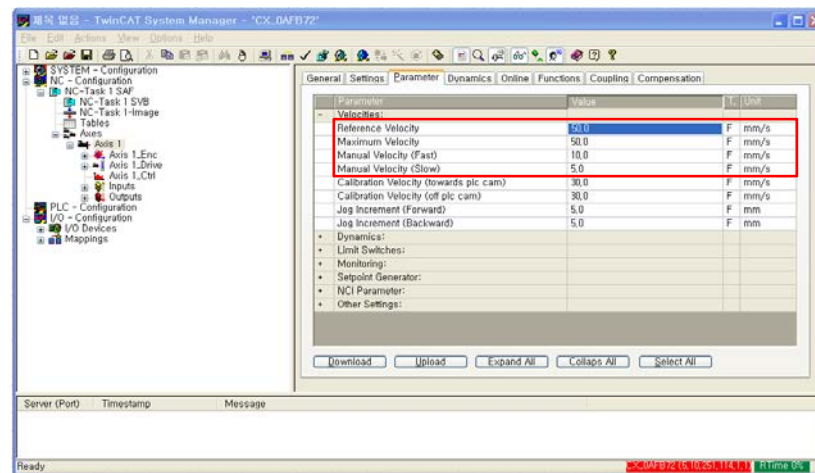 제목 없음 - TwinCAT System Manager - 'CX_0AFB72'
File Edit Actions View Options Help
SYSTEM - Configuration
NC - Configuration
NC-Task 1 SAF
NC-Task 1 SVB
NC-Task 1-Image
Tables
Axes
Axis 1
Axis 1_Enc
Axis 1_Drive
Axis 1_Ctrl
Inputs
Outputs
PLC - Configuration
I/O - Configuration
I/O Devices
Mappings
General Settings Parameter Dynamics Online Functions Coupling Compensation
Parameter Value T. Unit
- Velocities:
Reference Velocity 50.0 F mm/s
Maximum Velocity 50.0 F mm/s
Manual Velocity (Fast) 10.0 F mm/s
Manual Velocity (Slow) 5.0 F mm/s
Calibration Velocity (towards plc cam) 30.0 F mm/s
Calibration Velocity (off plc cam) 30.0 F mm/s
Jog Increment (Forward) 5.0 F mm
Jog Increment (Backward) 5.0 F mm
+ Dynamics:
+ Limit Switches:
+ Monitoring:
+ Setpoint Generator:
+ NCI Parameter:
+ Other Settings:
Download Upload Expand All Collaps All Select All
Server (Port) Timestamp Message
Ready CX_0AFB72 (5.10.251.114.1.1) RTime 0%